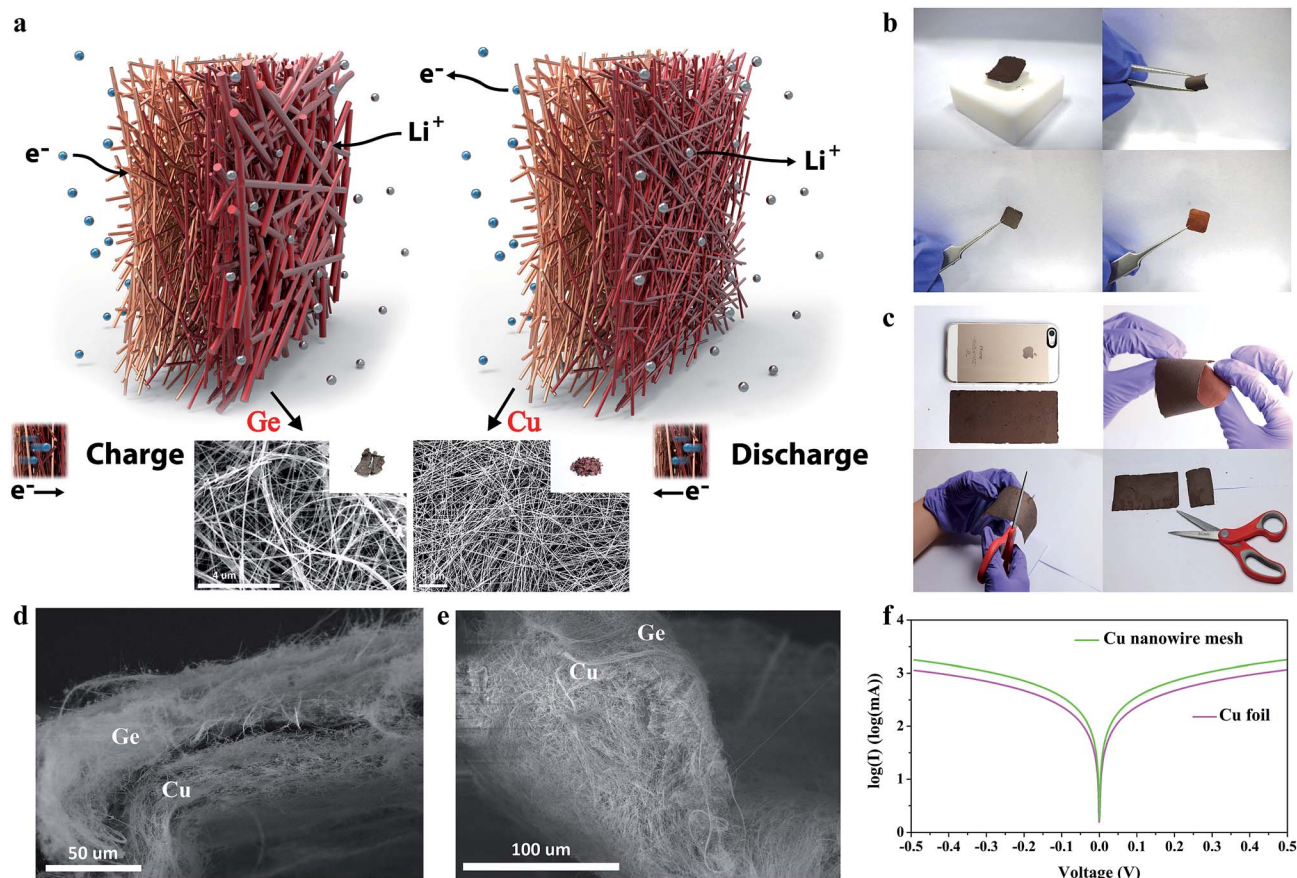 a
e-
Li+
e-
Li+
Ge
Cu
Charge
Discharge
e-
e-
4 um
b
c
iPhone
d
Ge
Cu
50 um
e
Ge
Cu
100 um
f
log(I) (log(mA))
4
3
2
1
0
Cu nanowire mesh
Cu foil
-0.5 -0.4 -0.3 -0.2 -0.1 0.0 0.1 0.2 0.3 0.4 0.5
Voltage (V)